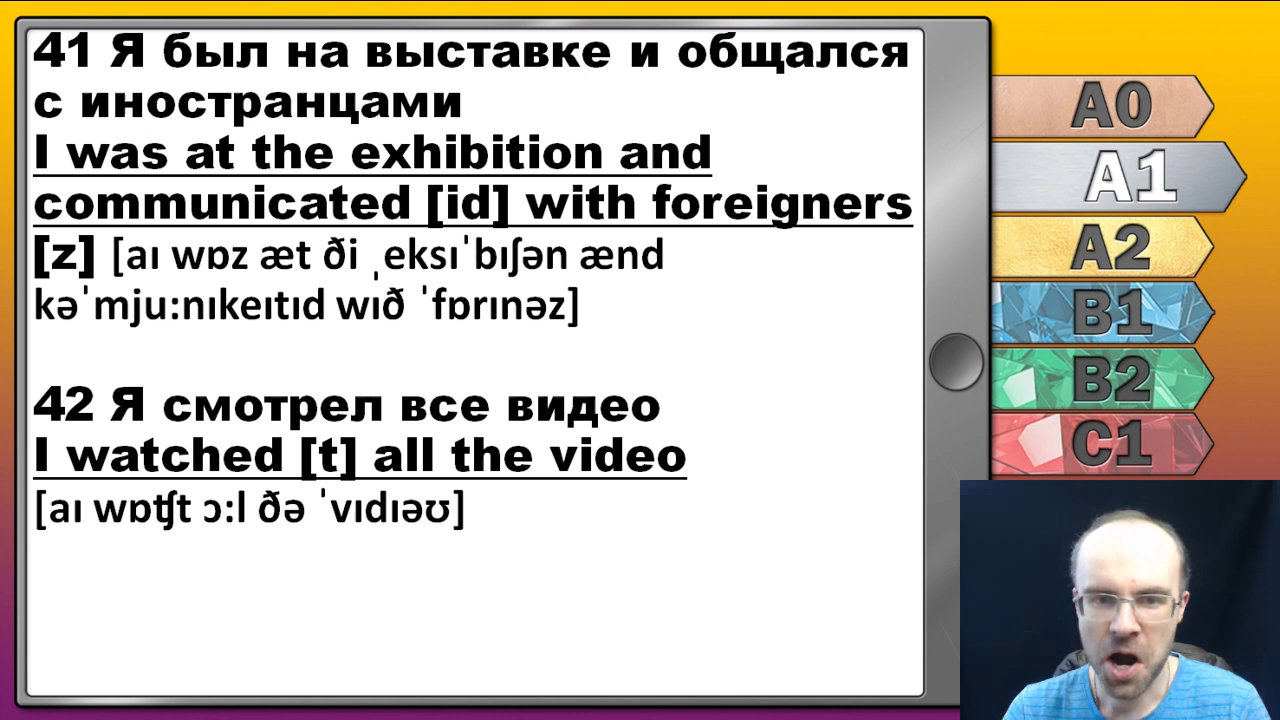 41 Я был на выставке и общался
с иностранцами
I was at the exhibition and
communicated [id] with foreigners
[z] [aɪ wɒz æt ði ˌeksɪˈbɪʃən ænd
kəˈmju:nɪkeɪtɪd wɪð ˈfɒrɪnəz]
42 Я смотрел все видео
I watched [t] all the video
[aɪ wɒʧt ɔ:l ðə ˈvɪdɪəʊ]
A0
A1
A2
B1
B2
C1